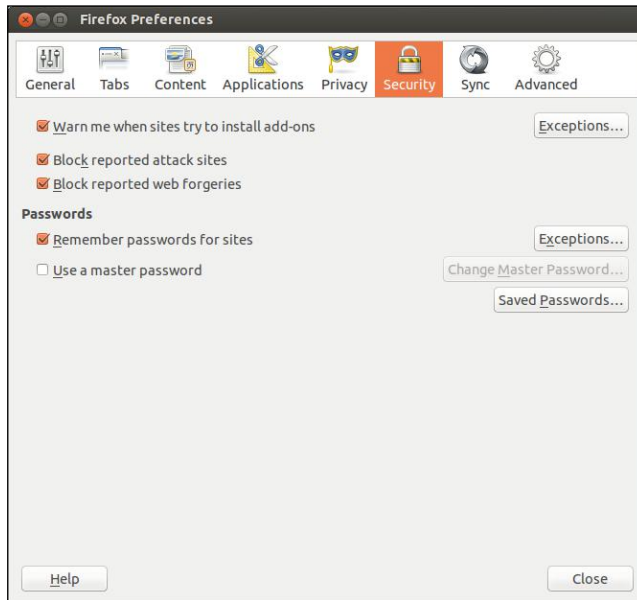 Firefox Preferences
General Tabs Content Applications Privacy Security Sync Advanced
Warn me when sites try to install add-ons Exceptions...
Block reported attack sites
Block reported web forgeries
Passwords
Remember passwords for sites Exceptions...
Use a master password Change Master Password...
Saved Passwords...
Help Close